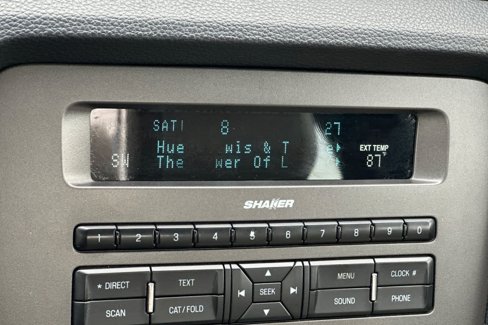 SAT1 8 27
Hue wis & T e
SW The wer Of L
EXT TEMP
87°
SHAKER
1 2 3 4 5 6 7 8 9 0
* DIRECT TEXT MENU CLOCK #
SEEK
SCAN CAT/FOLD SOUND PHONE